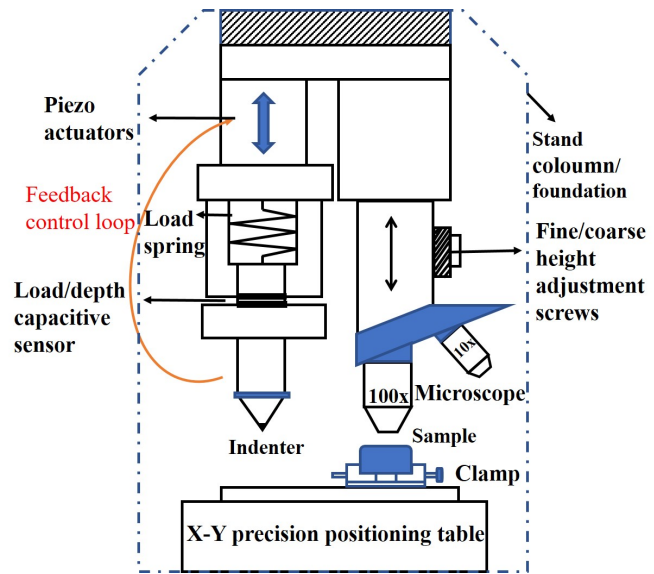 Piezo
actuators
Stand
coloumn/
foundation
Feedback
control loop
Load
spring
Fine/coarse
height
adjustment
screws
Load/depth
capacitive
sensor
10x
100x
Microscope
Indenter
Sample
Clamp
X-Y precision positioning table